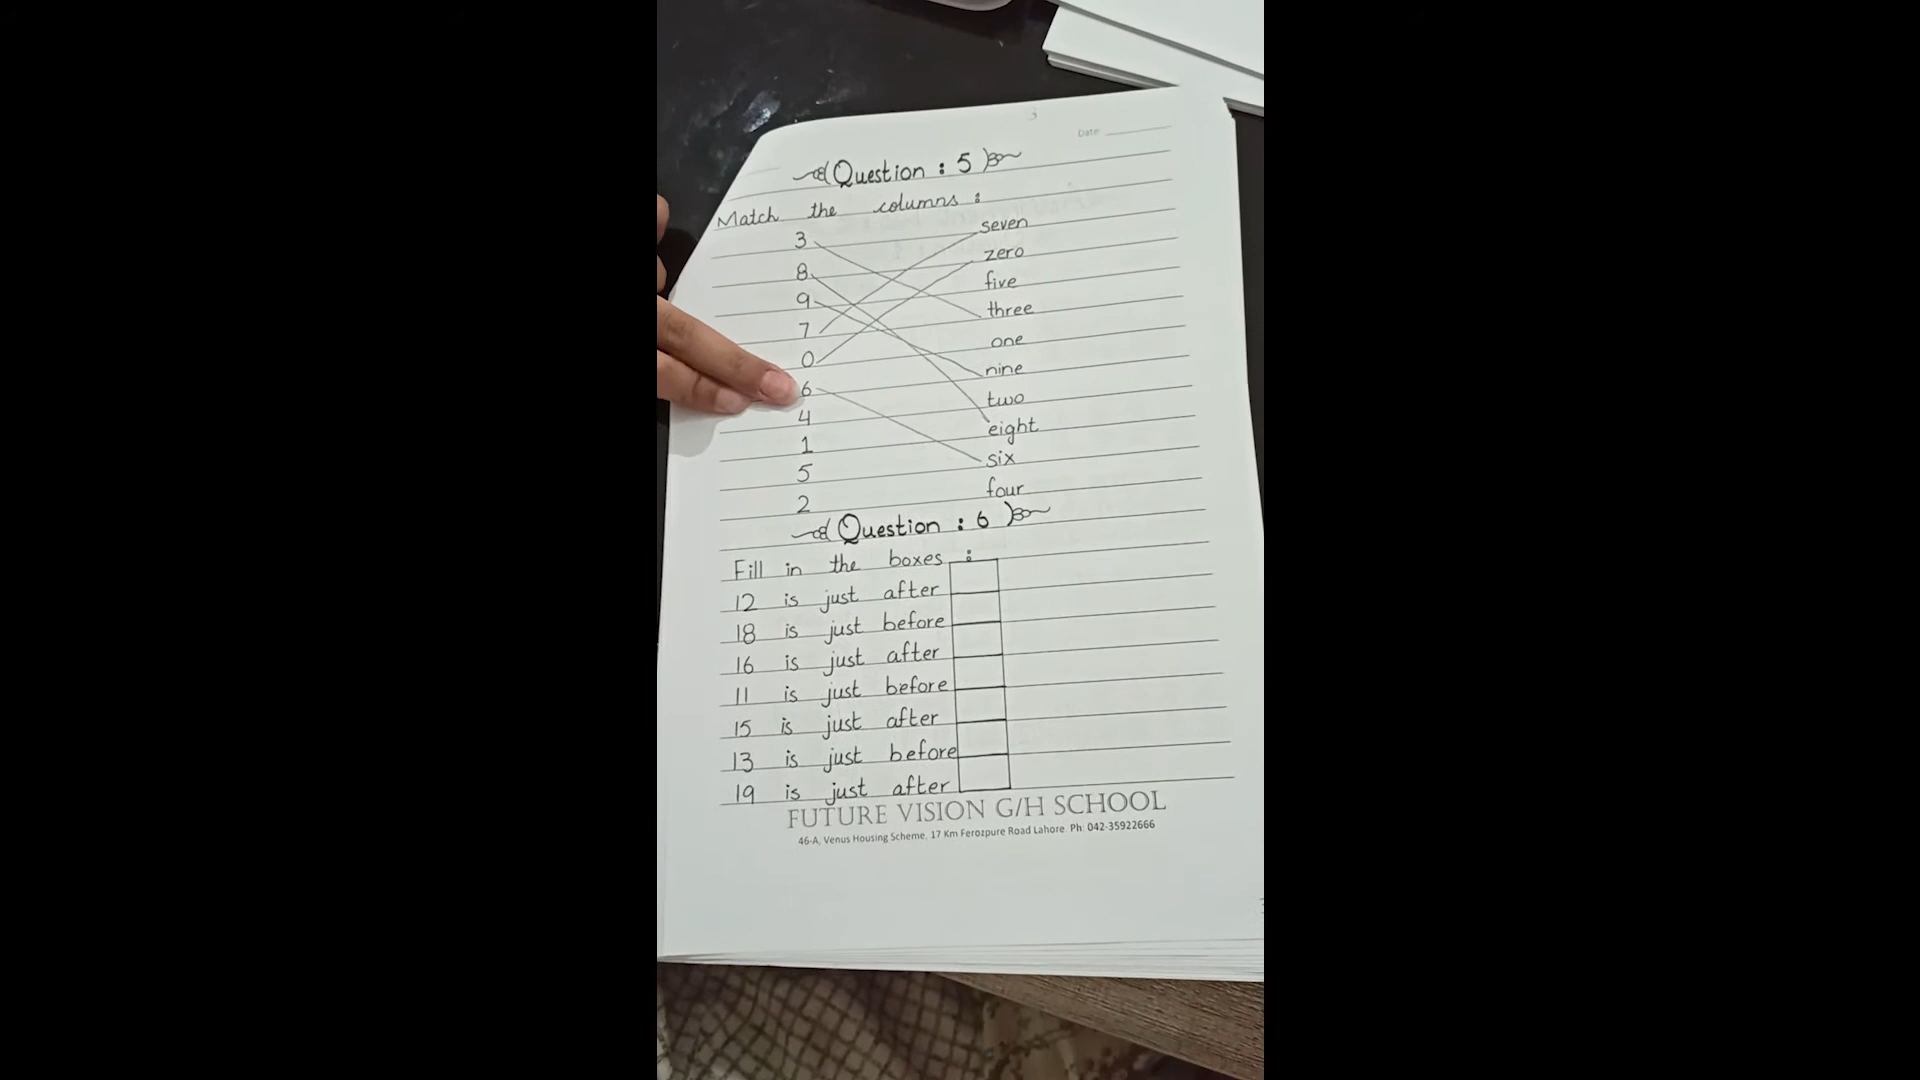 3
Date:
Question : 5
Match the columns :
3 seven
8 zero
9 five
7 three
0 one
6 nine
4 two
1 eight
5 six
2 four
Question : 6
Fill in the boxes :
12 is just after
18 is just before
16 is just after
11 is just before
15 is just after
13 is just before
19 is just after
FUTURE VISION G/H SCHOOL
46-A, Venus Housing Scheme, 17 Km Ferozpure Road Lahore Ph: 042-35922666